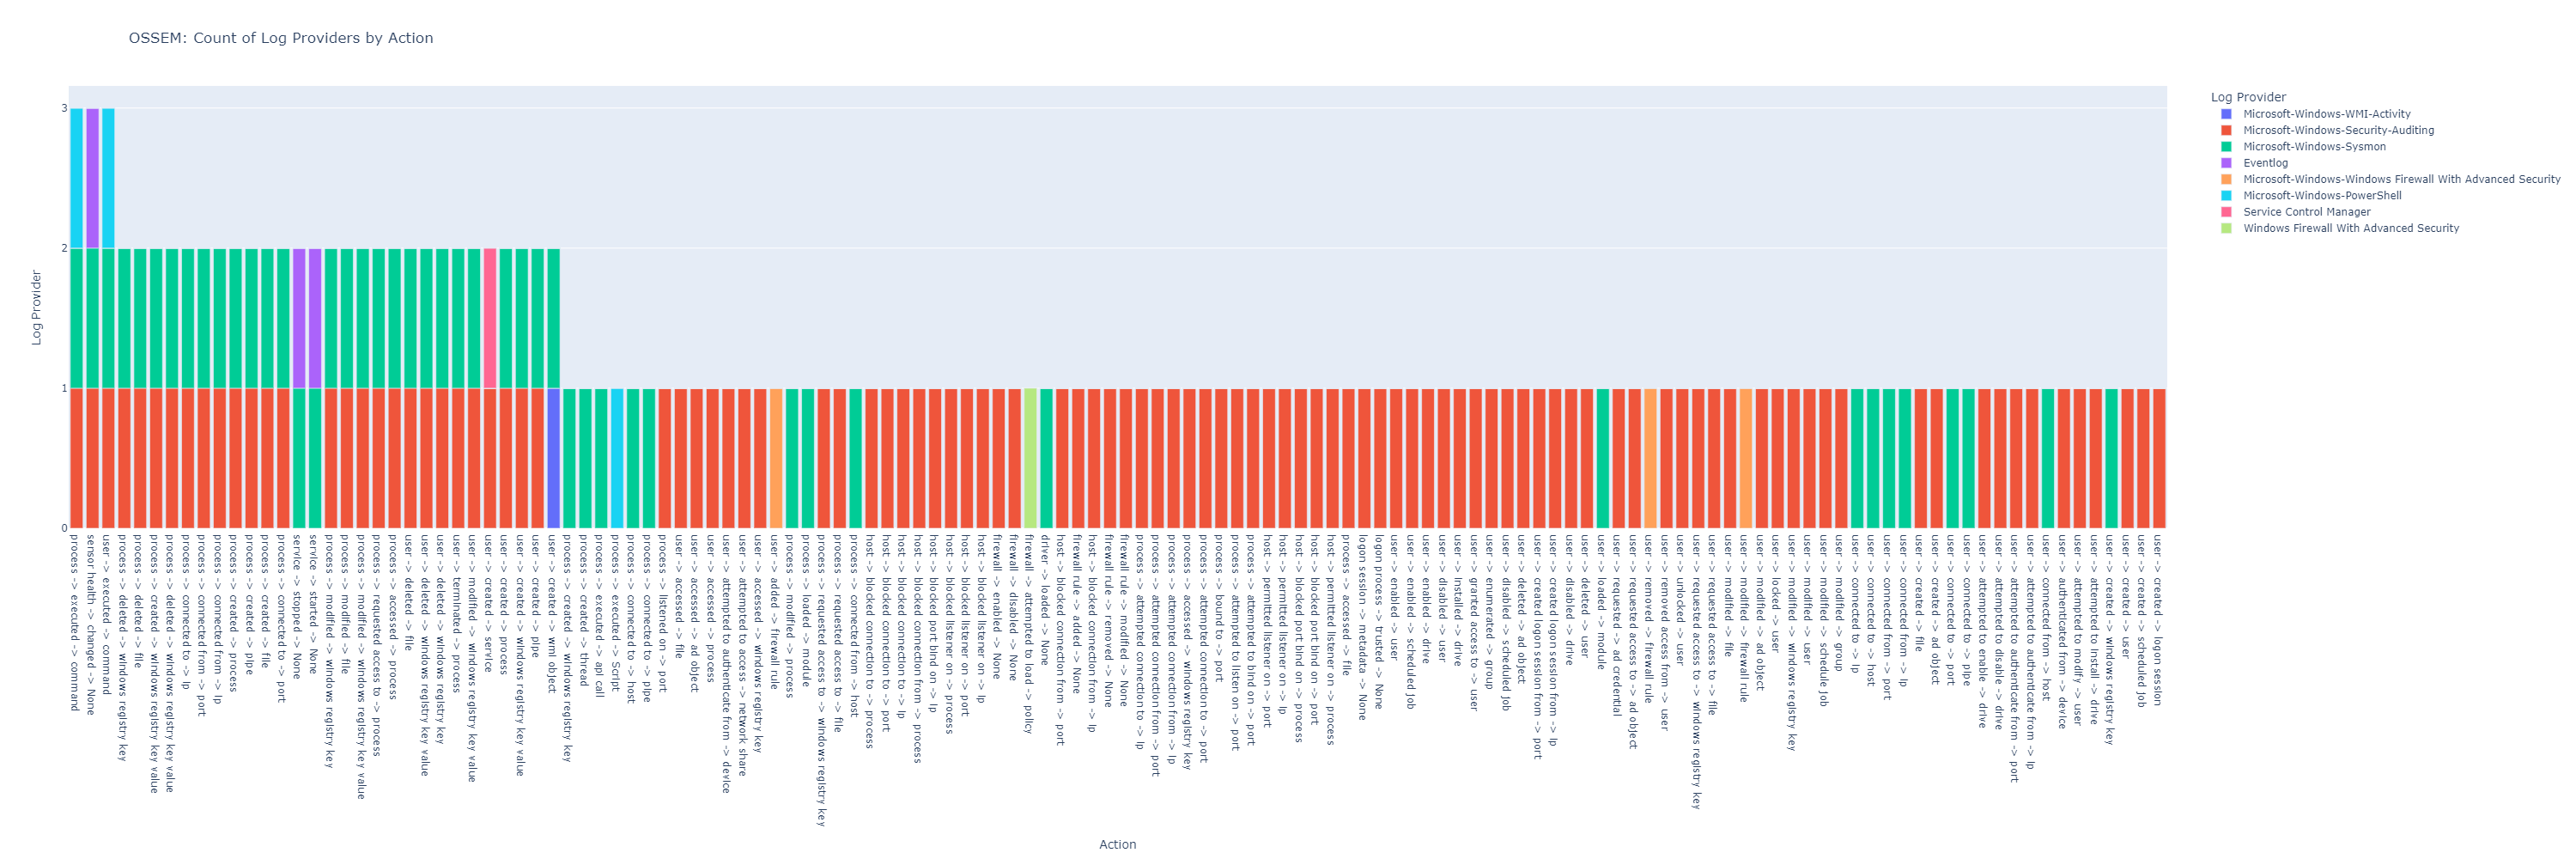 OSSEM: Count of Log Providers by Action
3
2
1
0
Log Provider
process -> executed -> command
sensor health -> changed -> None
user -> executed -> command
process -> deleted -> windows registry key
process -> deleted -> file
process -> created -> windows registry key value
process -> deleted -> windows registry key value
process -> connected to -> ip
process -> connected from -> port
process -> connected from -> ip
process -> created -> process
process -> created -> pipe
process -> created -> file
process -> connected to -> port
service -> stopped -> None
service -> started -> None
process -> modified -> windows registry key
process -> modified -> file
process -> modified -> windows registry key value
process -> requested access to -> process
process -> accessed -> process
user -> deleted -> file
user -> deleted -> windows registry key value
user -> deleted -> windows registry key
user -> terminated -> process
user -> modified -> windows registry key value
user -> created -> service
user -> created -> process
user -> created -> windows registry key value
user -> created -> pipe
user -> created -> wmi object
process -> created -> windows registry key
process -> created -> thread
process -> executed -> api call
process -> executed -> Script
process -> connected to -> host
process -> connected to -> pipe
process -> listened on -> port
user -> accessed -> file
user -> accessed -> ad object
user -> accessed -> process
user -> attempted to authenticate from -> device
user -> attempted to access -> network share
user -> accessed -> windows registry key
user -> added -> firewall rule
process -> modified -> process
process -> loaded -> module
process -> requested access to -> windows registry key
process -> requested access to -> file
process -> connected from -> host
host -> blocked connection to -> process
host -> blocked connection to -> port
host -> blocked connection to -> ip
host -> blocked connection from -> process
host -> blocked port bind on -> ip
host -> blocked listener on -> process
host -> blocked listener on -> port
host -> blocked listener on -> ip
firewall -> enabled -> None
firewall -> disabled -> None
firewall -> attempted to load -> policy
driver -> loaded -> None
host -> blocked connection from -> port
firewall rule -> added -> None
host -> blocked connection from -> ip
firewall rule -> removed -> None
firewall rule -> modified -> None
process -> attempted connection to -> ip
process -> attempted connection from -> port
process -> attempted connection from -> ip
process -> accessed -> windows registry key
process -> attempted connection to -> port
process -> bound to -> port
process -> attempted to listen on -> port
process -> attempted to bind on -> port
host -> permitted listener on -> port
host -> permitted listener on -> ip
host -> blocked port bind on -> process
host -> blocked port bind on -> port
host -> permitted listener on -> process
process -> accessed -> file
logon session -> metadata -> None
logon process -> trusted -> None
user -> enabled -> user
user -> enabled -> scheduled job
user -> enabled -> drive
user -> disabled -> user
user -> installed -> drive
user -> granted access to -> user
user -> enumerated -> group
user -> disabled -> scheduled job
user -> deleted -> ad object
user -> created logon session from -> port
user -> created logon session from -> ip
user -> disabled -> drive
user -> deleted -> user
user -> loaded -> module
user -> requested -> ad credential
user -> requested access to -> ad object
user -> removed -> firewall rule
user -> removed access from -> user
user -> unlocked -> user
user -> requested access to -> windows registry key
user -> requested access to -> file
user -> modified -> file
user -> modified -> firewall rule
user -> modified -> ad object
user -> locked -> user
user -> modified -> windows registry key
user -> modified -> user
user -> modified -> schedule job
user -> modified -> group
user -> connected to -> ip
user -> connected to -> host
user -> connected from -> port
user -> connected from -> ip
user -> created -> file
user -> created -> ad object
user -> connected to -> port
user -> connected to -> pipe
user -> attempted to enable -> drive
user -> attempted to disable -> drive
user -> attempted to authenticate from -> port
user -> attempted to authenticate from -> ip
user -> connected from -> host
user -> authenticated from -> device
user -> attempted to modify -> user
user -> attempted to install -> drive
user -> created -> windows registry key
user -> created -> user
user -> created -> scheduled job
user -> created -> logon session
Action
Log Provider
Microsoft-Windows-WMI-Activity
Microsoft-Windows-Security-Auditing
Microsoft-Windows-Sysmon
Eventlog
Microsoft-Windows-Windows Firewall With Advanced Security
Microsoft-Windows-PowerShell
Service Control Manager
Windows Firewall With Advanced Security